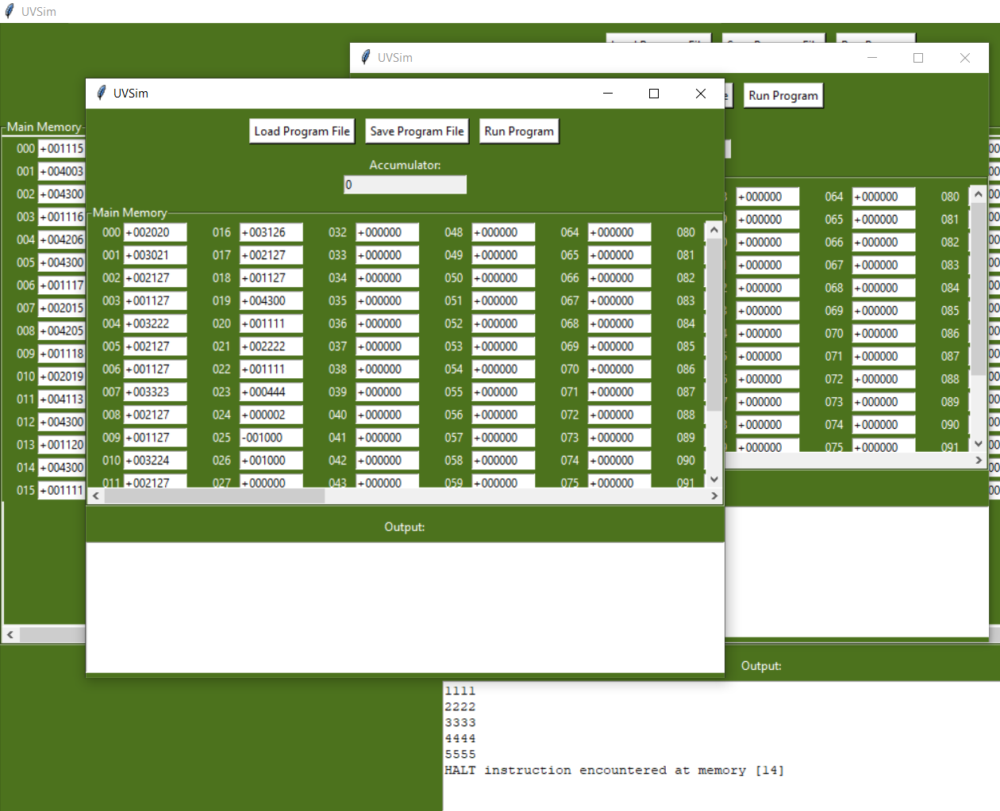 UVSim
UVSim
UVSim
Run Program
Load Program File Save Program File Run Program
Accumulator:
0
Main Memory
000 +002020 016 +003126 032 +000000 048 +000000 064 +000000 080
001 +003021 017 +002127 033 +000000 049 +000000 065 +000000 081
002 +002127 018 +001127 034 +000000 050 +000000 066 +000000 082
003 +001127 019 +004300 035 +000000 051 +000000 067 +000000 083
004 +003222 020 +001111 036 +000000 052 +000000 068 +000000 084
005 +002127 021 +002222 037 +000000 053 +000000 069 +000000 085
006 +001127 022 +001111 038 +000000 054 +000000 070 +000000 086
007 +003323 023 +000444 039 +000000 055 +000000 071 +000000 087
008 +002127 024 +000002 040 +000000 056 +000000 072 +000000 088
009 +001127 025 -001000 041 +000000 057 +000000 073 +000000 089
010 +003224 026 +001000 042 +000000 058 +000000 074 +000000 090
011 +002127 027 +000000 043 +000000 059 +000000 075 +000000 091
Output:
Main Memory
000 +001115
001 +004003
002 +004300
003 +001116
004 +004206
005 +004300
006 +001117
007 +002015
008 +004205
009 +001118
010 +002019
011 +004113
012 +004300
013 +001120
014 +004300
015 +001111
+000000 064 +000000 080
+000000 065 +000000 081
+000000 066 +000000 082
+000000 067 +000000 083
+000000 068 +000000 084
+000000 069 +000000 085
+000000 070 +000000 086
+000000 071 +000000 087
+000000 072 +000000 088
+000000 073 +000000 089
+000000 074 +000000 090
+000000 075 +000000 091
Output:
1111
2222
3333
4444
5555
HALT instruction encountered at memory [14]